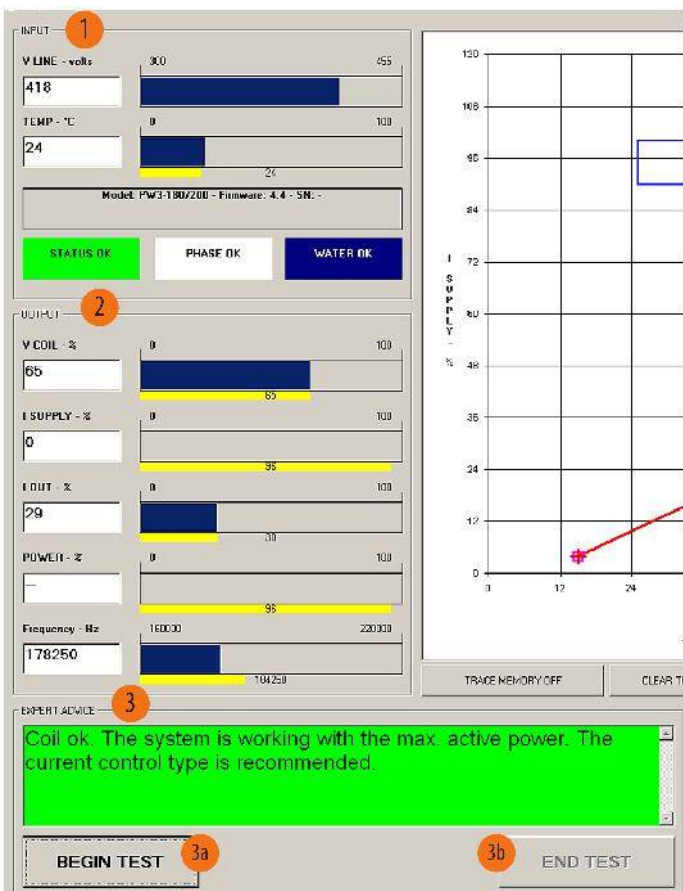 INPUT 1
V LINE - volts 300 455
418
TEMP - °C 0 100
24
24
Model: PW3-180/200 - Firmware: 4.4 - SN: -
STATUS OK PHASE OK WATER OK
OUTPUT 2
V COIL - % 0 100
65
65
I SUPPLY - % 0 100
0
96
I OUT - % 0 100
29
30
POWER - % 0 100
--
96
Frequency - Hz 160000 220000
178250
184250
120
108
96
84
72
60
48
36
24
12
0
I SUPPLY - %
0 12 24
TRACE MEMORY OFF CLEAR T
EXPERT ADVICE 3
Coil ok. The system is working with the max. active power. The
current control type is recommended.
BEGIN TEST 3a 3b END TEST